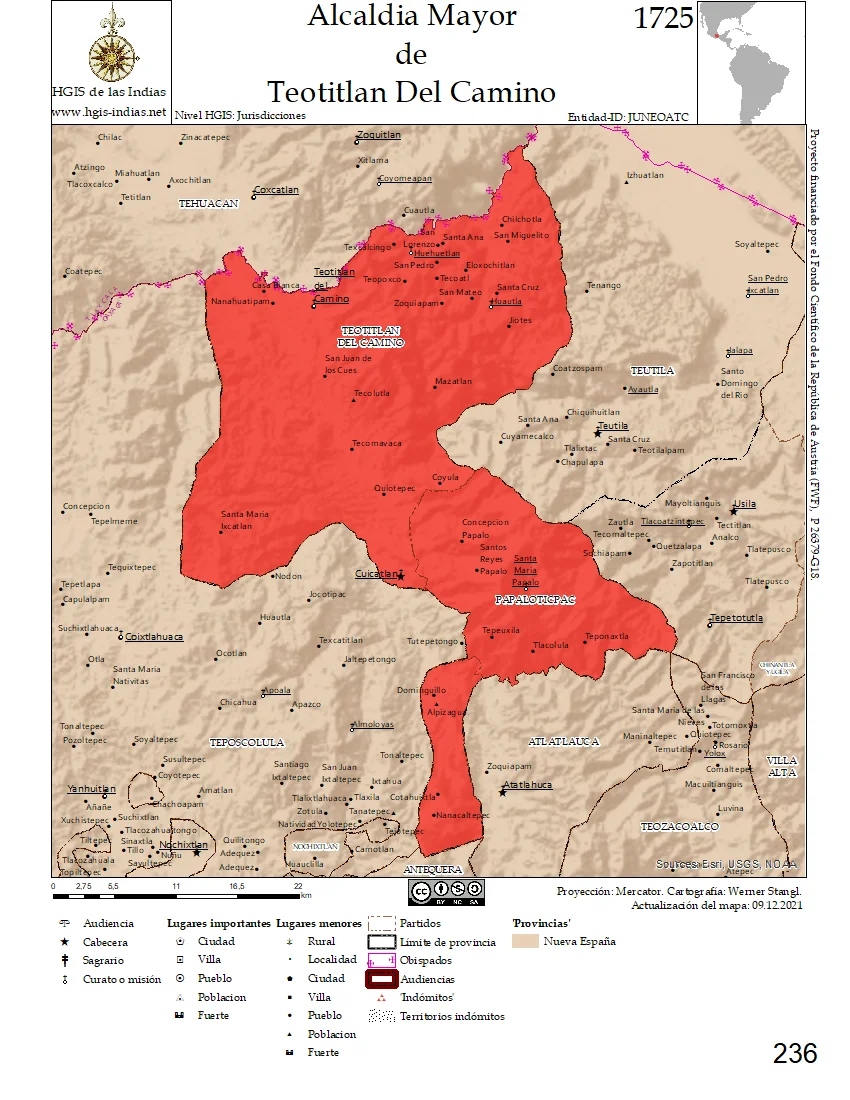 Alcaldia Mayor
de
Teotitlan Del Camino
1725
HGIS de las Indias
www.hgis-indias.net
Nivel HGIS: Jurisdicciones
Entidad-ID: JUNEOATC
Chilac
Zinacatepec
Zoquitlan
Izhuatlan
Atzingo
Miahuatlan
Tlacoxcalco
Axochitlan
Xitlama
Coyomeapan
Tetitlan
TEHUACAN
Coxcatlan
Cuautla
Chilchotla
San
Lorenzo
Santa Ana
San Miguelito
Texcalcingo
Huehuetlan
Soyaltepec
Coatepec
Casa Blanca
Teotitlan
del
Camino
San Pedro
Eloxochitlan
Teopoxco
Tecoatl
San Mateo
Santa Cruz
Tenango
San Pedro
Ixcatlan
Nanahuatipam
Zoquiapam
Huautla
Jiotes
TEOTITLAN
DEL CAMINO
Jalapa
San Juan de
los Cues
Coatzospam
TEUTILA
Santo
Domingo
del Rio
Mazatlan
Ayautla
Tecolutla
Santa Ana
Chiquihuitlan
Teutila
Tecomavaca
Cuyamecalco
Santa Cruz
Tlalixtac
Teotilalpam
Chapulapa
Coyula
Quiotepec
Concepcion
Tepelmeme
Santa Maria
Ixcatlan
Mayoltianguis
Usila
Concepcion
Papalo
Zautla
Tlacoatzintepec
Tectitlan
Tecomaltepec
Analco
Santos
Reyes
Papalo
Santa
Maria
Papalo
Sochiapam
Quetzalapa
Tlatepusco
Zapotitlan
Tequixtepec
Nodon
Cuicatlan
Tepetlapa
Capulalpam
Jocotipac
PAPALOTICPAC
Tlatepusco
Huautla
Tepetotutla
Suchixtlahuaca
Coixtlahuaca
Texcatitlan
Tutepetongo
Tepeuxila
Teponaxtla
Tlacolula
Otla
Ocotlan
Jaltepetongo
Santa Maria
Nativitas
CHINANTLA
Y UGILA
San Francisco
de las
Llagas
Apoala
Dominguillo
Chicahua
Apazco
Alpizagua
Santa Maria de las
Nieves
Totomoxtla
Tonaltepec
Almoloyas
Maninaltepec
Quiotepec
Pozoltepec
Soyaltepec
TEPOSCOLULA
ATLATLAUCA
Temutitlan
Rosario
Yolox
Susultepec
Santiago
Ixtaltepec
San Juan
Ixtaltepec
Tonaltepec
Zoquiapam
Comaltepec
VILLA
ALTA
Coyotepec
Ixtahua
Macuiltianguis
Yanhuitlan
Amatlan
Atatlahuca
Añañe
Chachoapam
Tlalixtlahuaca
Tlaxila
Cotahuixtla
Luvina
Xuchistepec
Suchixtlan
Zotula
Tanatepec
Nanacaltepec
TEOZACOALCO
Tlacozahuatongo
Natividad
Yolotepec
Tejotepec
Tiltepec
Sinaxtla
Nochixtlan
Quilitongo
NOCHIXTLAN
Tillo
Nuñu
Adequez
Camotlan
Tlacozahuala
Sayultepec
Huauclilla
Topiltepec
Adequez
ANTEQUERA
Atepec
Sources: Esri, USGS, NOAA
Proyecto financiado por el Fondo Científico de la República de Austria (FWF), P 26379-G18.
0 2,75 5,5 11 16,5 22
km
CC BY NC SA
Proyección: Mercator. Cartografía: Werner Stangl.
Actualización del mapa: 09.12.2021
Audiencia
Cabecera
Sagrario
Curato o misión
Lugares importantes
Ciudad
Villa
Pueblo
Poblacion
Fuerte
Lugares menores
Rural
Localidad
Ciudad
Villa
Pueblo
Poblacion
Fuerte
Partidos
Límite de provincia
Obispados
Audiencias
'Indómitos'
Territorios indómitos
'Provincias'
Nueva España
236